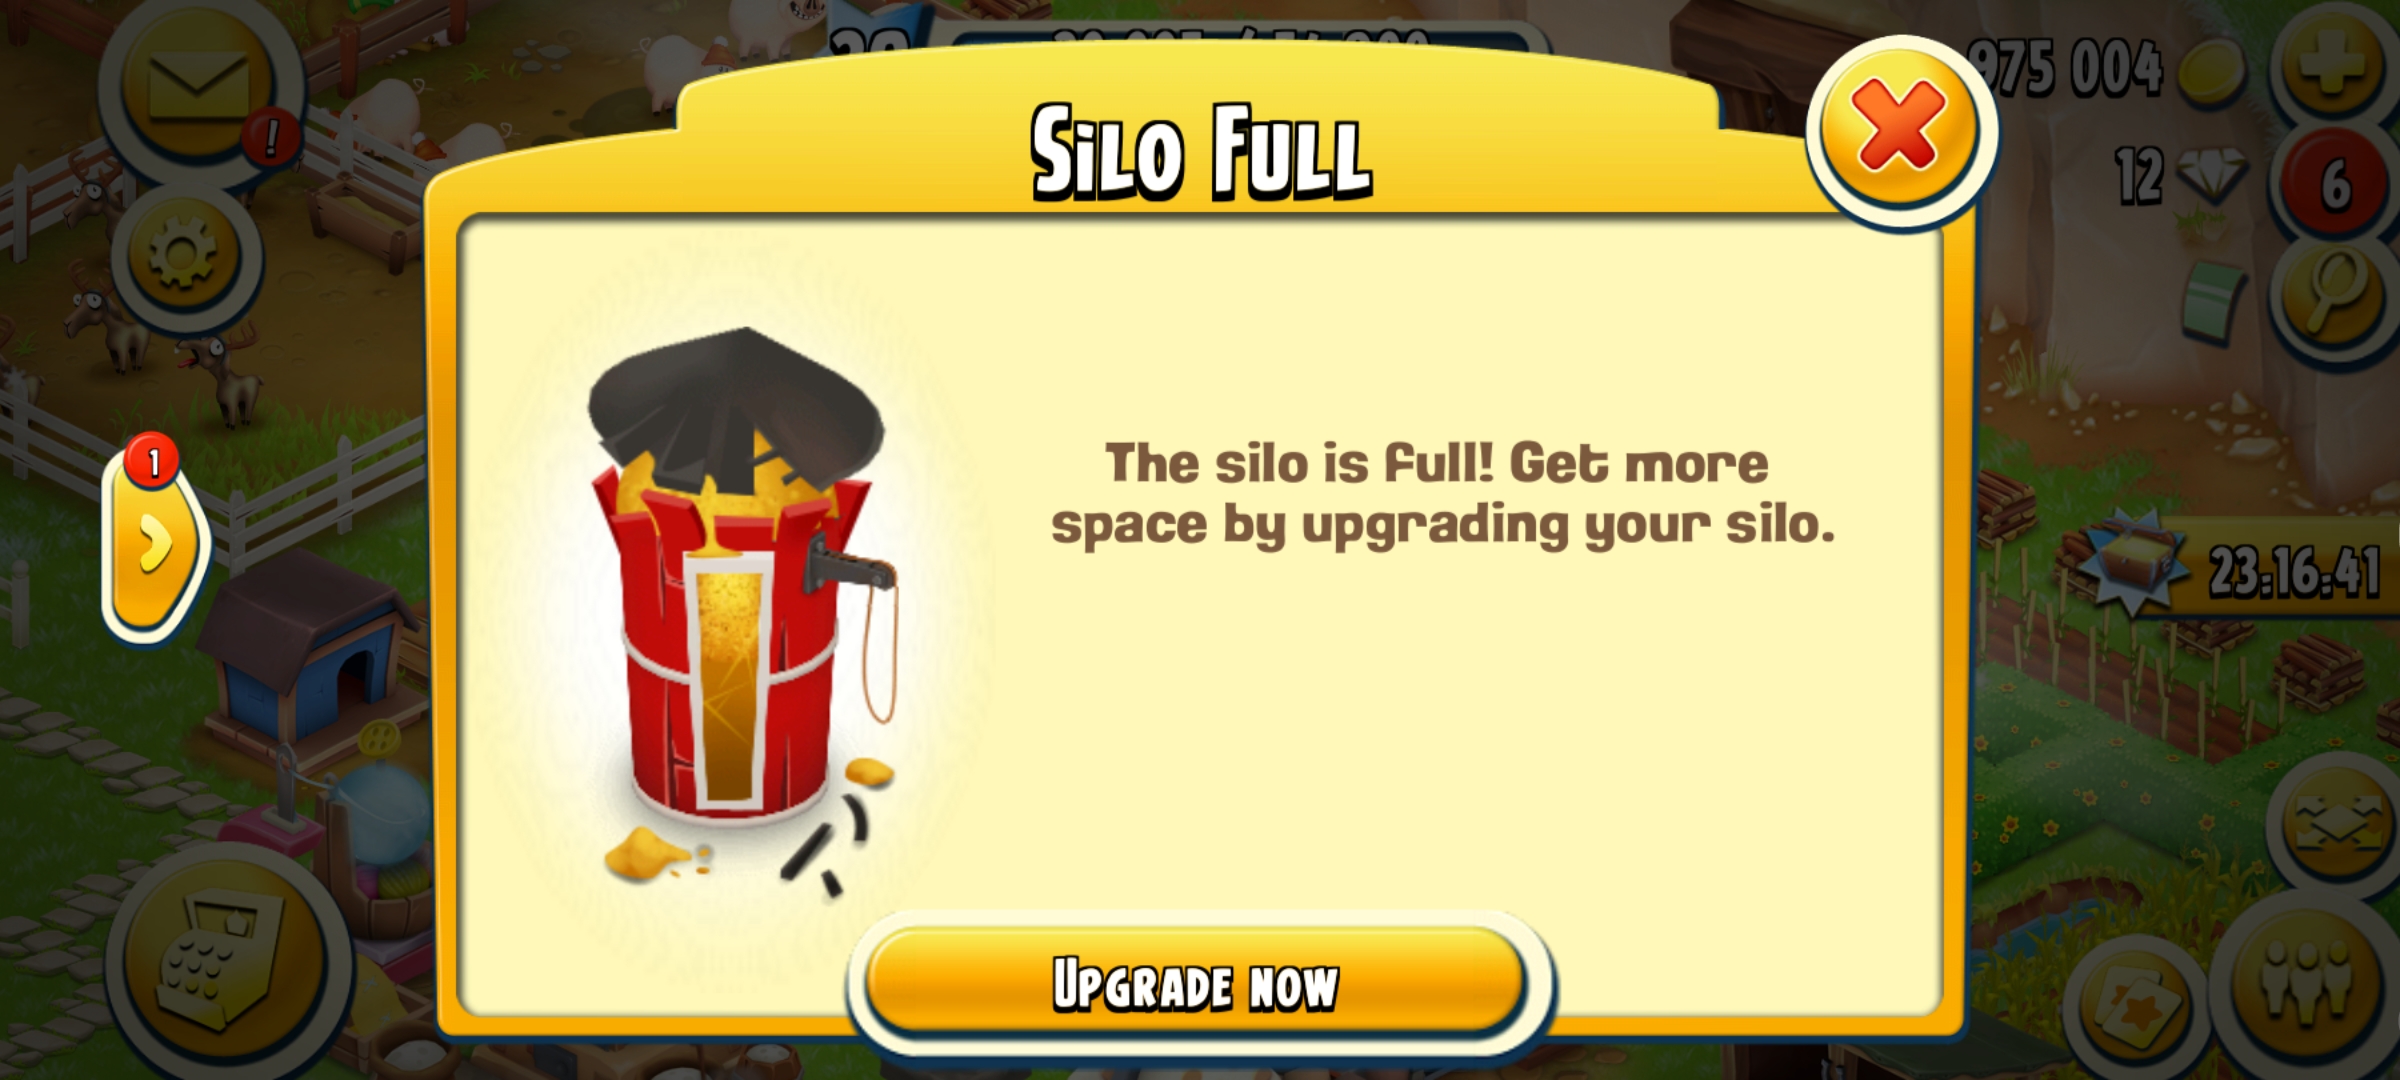 975 004
Silo Full
!
12
6
The silo is full! Get more
space by upgrading your silo.
1
23:16:41
Upgrade now